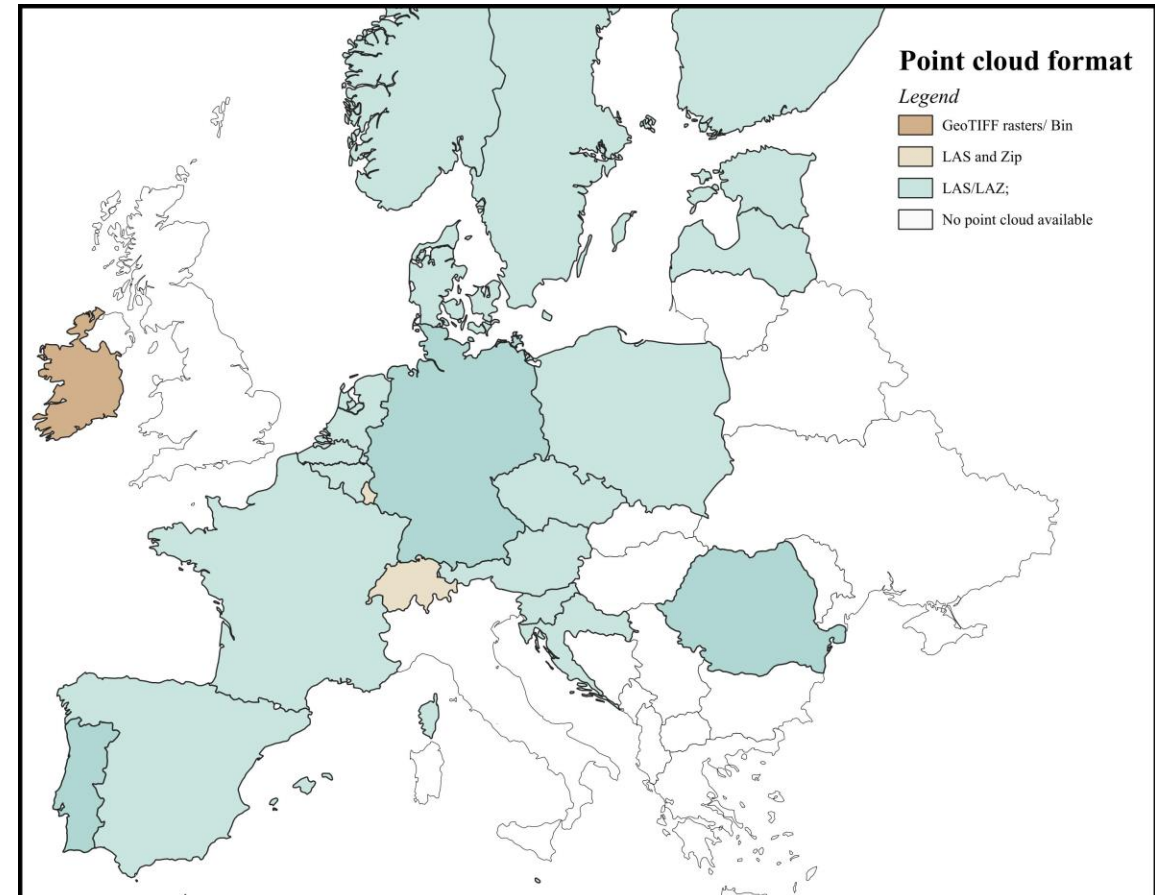 Point cloud format
Legend
GeoTIFF rasters/ Bin
LAS and Zip
LAS/LAZ;
No point cloud available